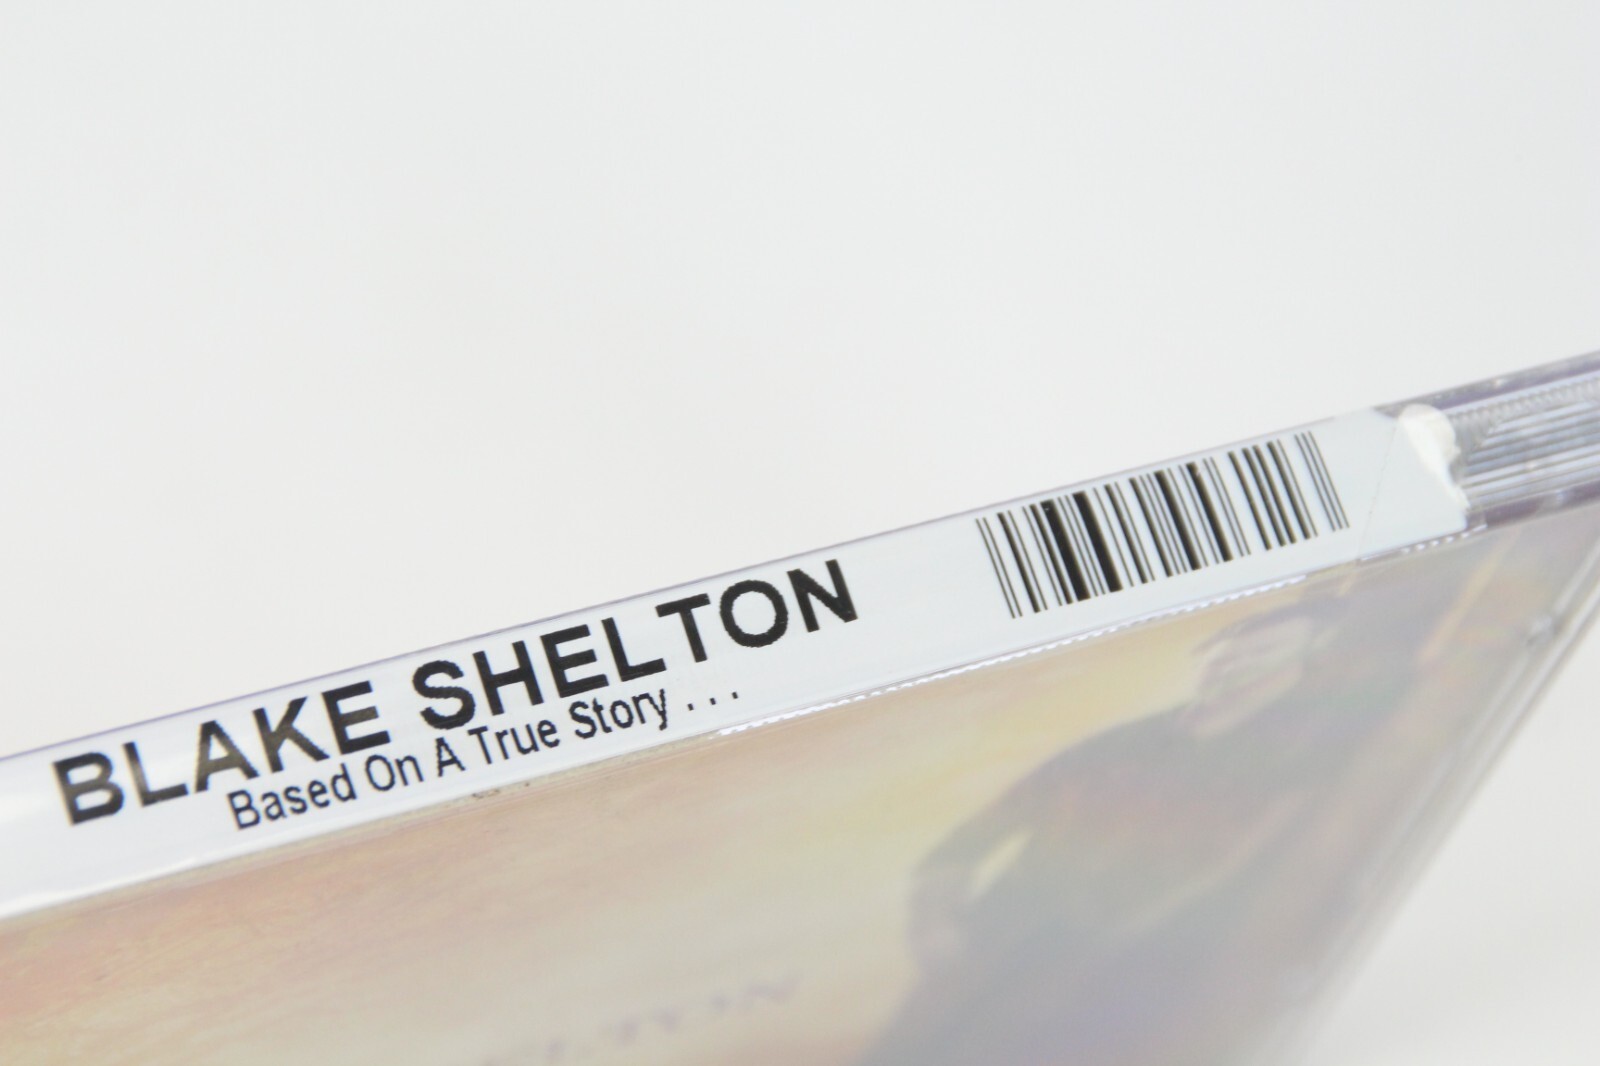 BLAKE SHELTON
Based On A True Story . . .